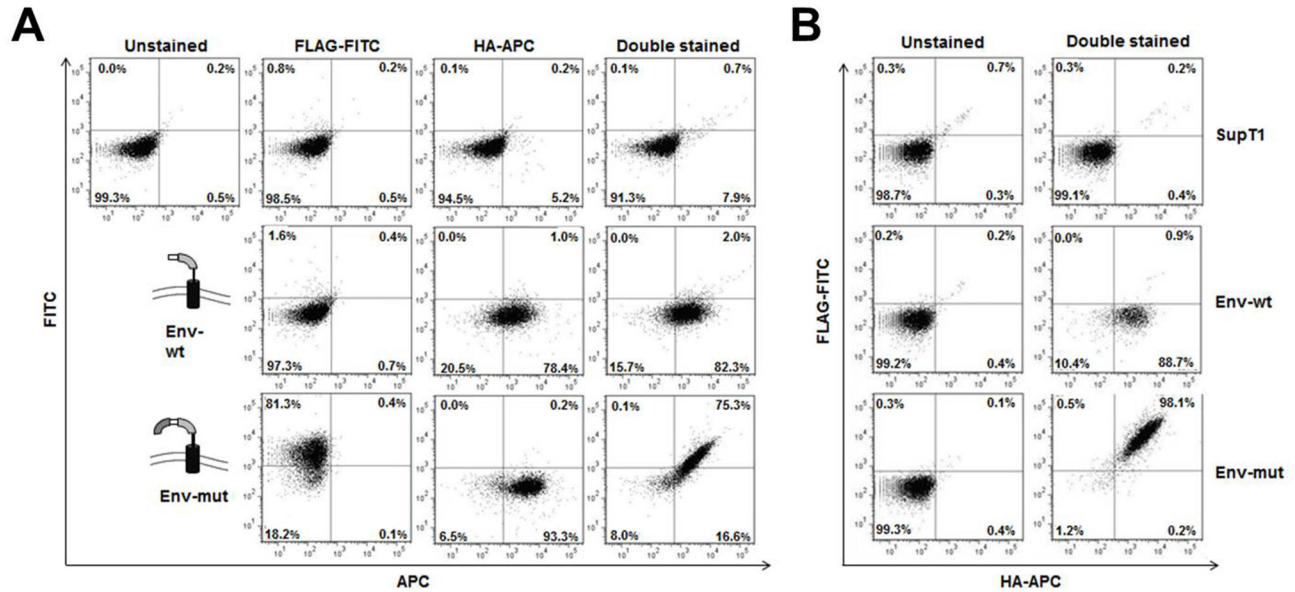 A
B
Unstained FLAG-FITC HA-APC Double stained
Unstained Double stained
0.0% 0.2% 0.8% 0.2% 0.1% 0.2% 0.1% 0.7%
99.3% 0.5% 98.5% 0.5% 94.5% 5.2% 91.3% 7.9%
0.3% 0.7% 0.3% 0.2%
98.7% 0.3% 99.1% 0.4%
SupT1
1.6% 0.4% 0.0% 1.0% 0.0% 2.0%
97.3% 0.7% 20.5% 78.4% 15.7% 82.3%
Env-
wt
0.2% 0.2% 0.0% 0.9%
99.2% 0.4% 10.4% 88.7%
Env-wt
81.3% 0.4% 0.0% 0.2% 0.1% 75.3%
18.2% 0.1% 6.5% 93.3% 8.0% 16.6%
Env-mut
0.3% 0.1% 0.5% 98.1%
99.3% 0.4% 1.2% 0.2%
Env-mut
FITC
APC
FLAG-FITC
HA-APC